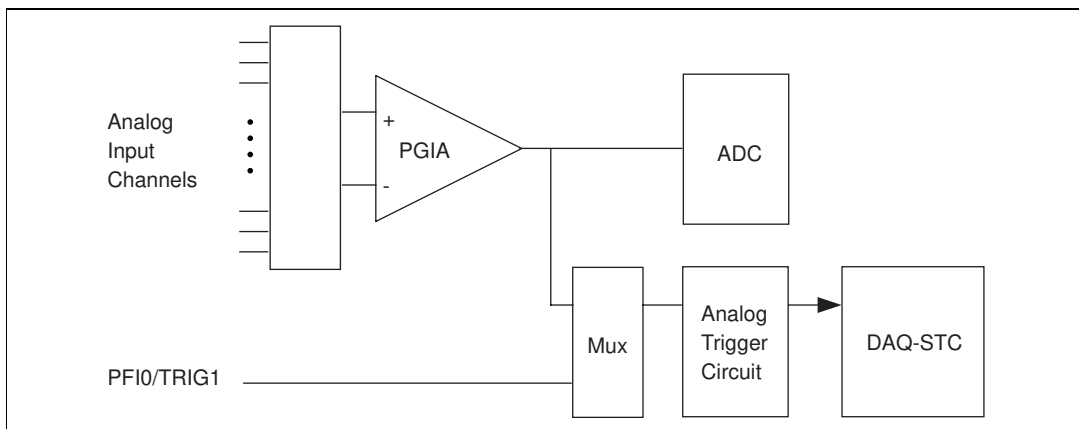 Analog
Input
Channels
+
PGIA
-
ADC
Mux
Analog
Trigger
Circuit
DAQ-STC
PFI0/TRIG1